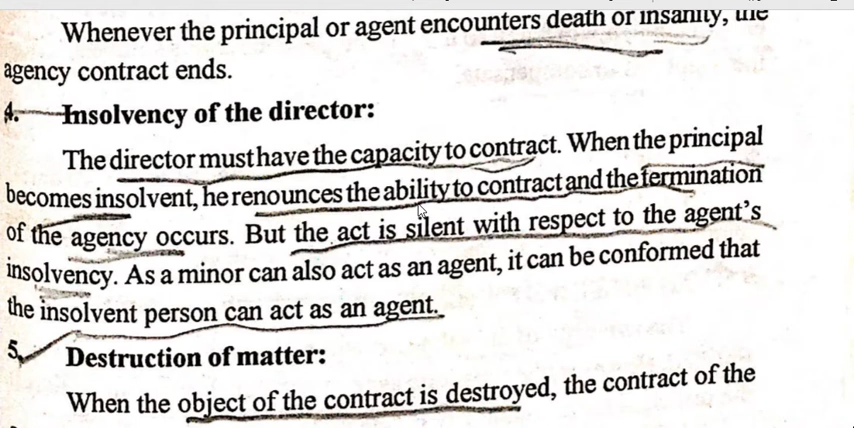 Whenever the principal or agent encounters death or insanity, the
agency contract ends.
4. Insolvency of the director:
The director must have the capacity to contract. When the principal
becomes insolvent, he renounces the ability to contract and the termination
of the agency occurs. But the act is silent with respect to the agent's
insolvency. As a minor can also act as an agent, it can be conformed that
the insolvent person can act as an agent.
5. Destruction of matter:
When the object of the contract is destroyed, the contract of the